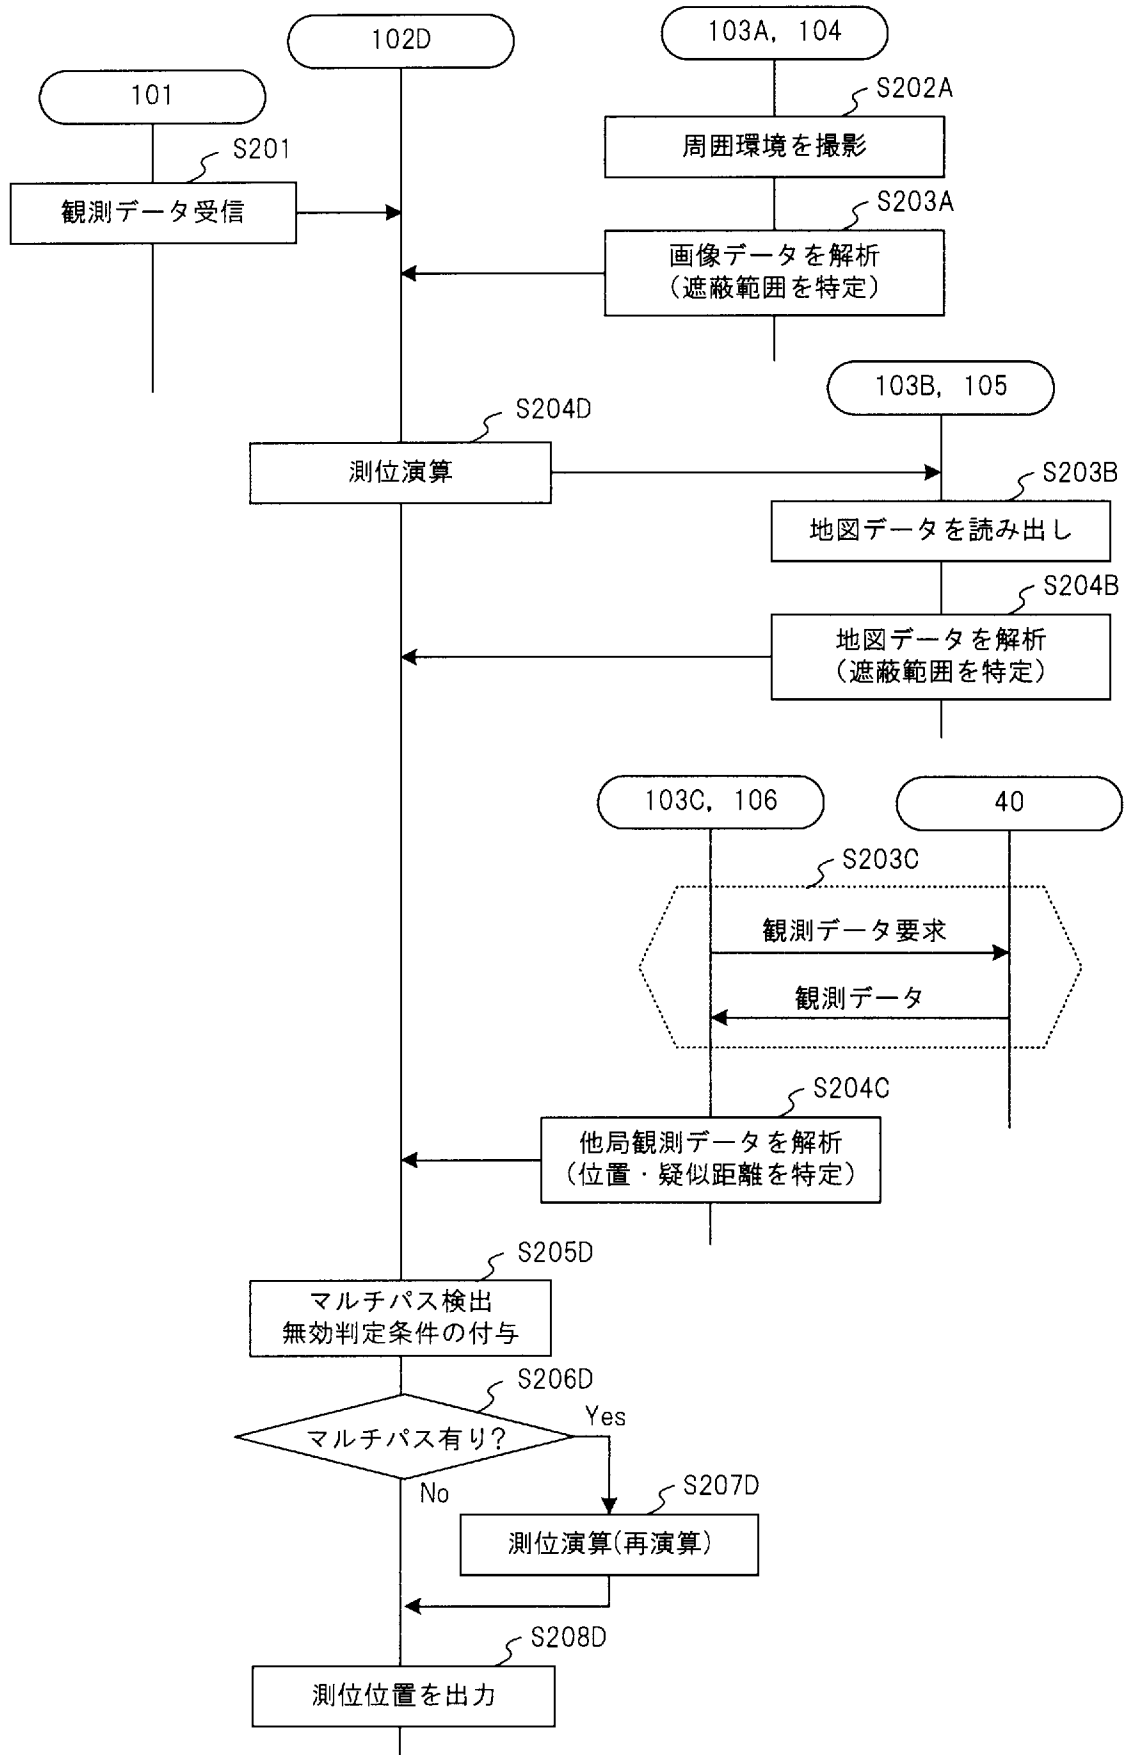 103A, 104
102D
101
S202A
周囲環境を撮影
S201
観測データ受信
S203A
画像データを解析
(遮蔽範囲を特定)
103B, 105
S204D
測位演算
S203B
地図データを読み出し
S204B
地図データを解析
(遮蔽範囲を特定)
103C, 106
40
S203C
観測データ要求
観測データ
S204C
他局観測データを解析
(位置・疑似距離を特定)
S205D
マルチパス検出
無効判定条件の付与
S206D
マルチパス有り?
Yes
No
S207D
測位演算(再演算)
S208D
測位位置を出力